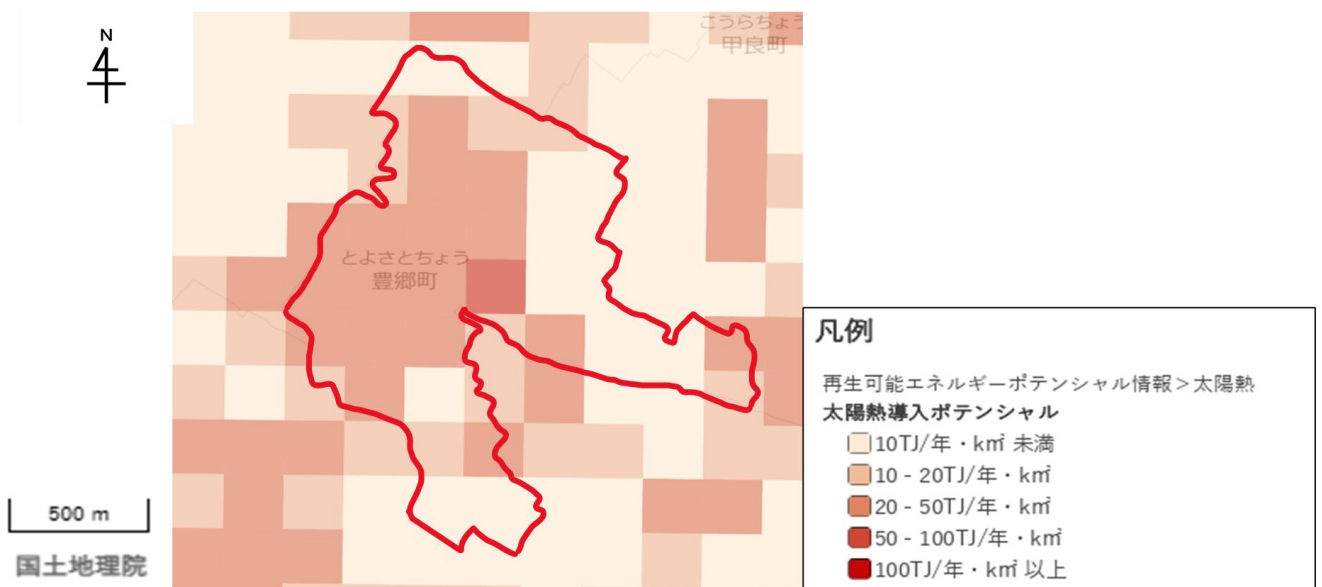 N
こうらちょう
甲良町
とよさとちょう
豊郷町
500 m
国土地理院
凡例
再生可能エネルギーポテンシャル情報＞太陽熱
太陽熱導入ポテンシャル
10TJ/年・k㎡ 未満
10 - 20TJ/年・k㎡
20 - 50TJ/年・k㎡
50 - 100TJ/年・k㎡
100TJ/年・k㎡ 以上